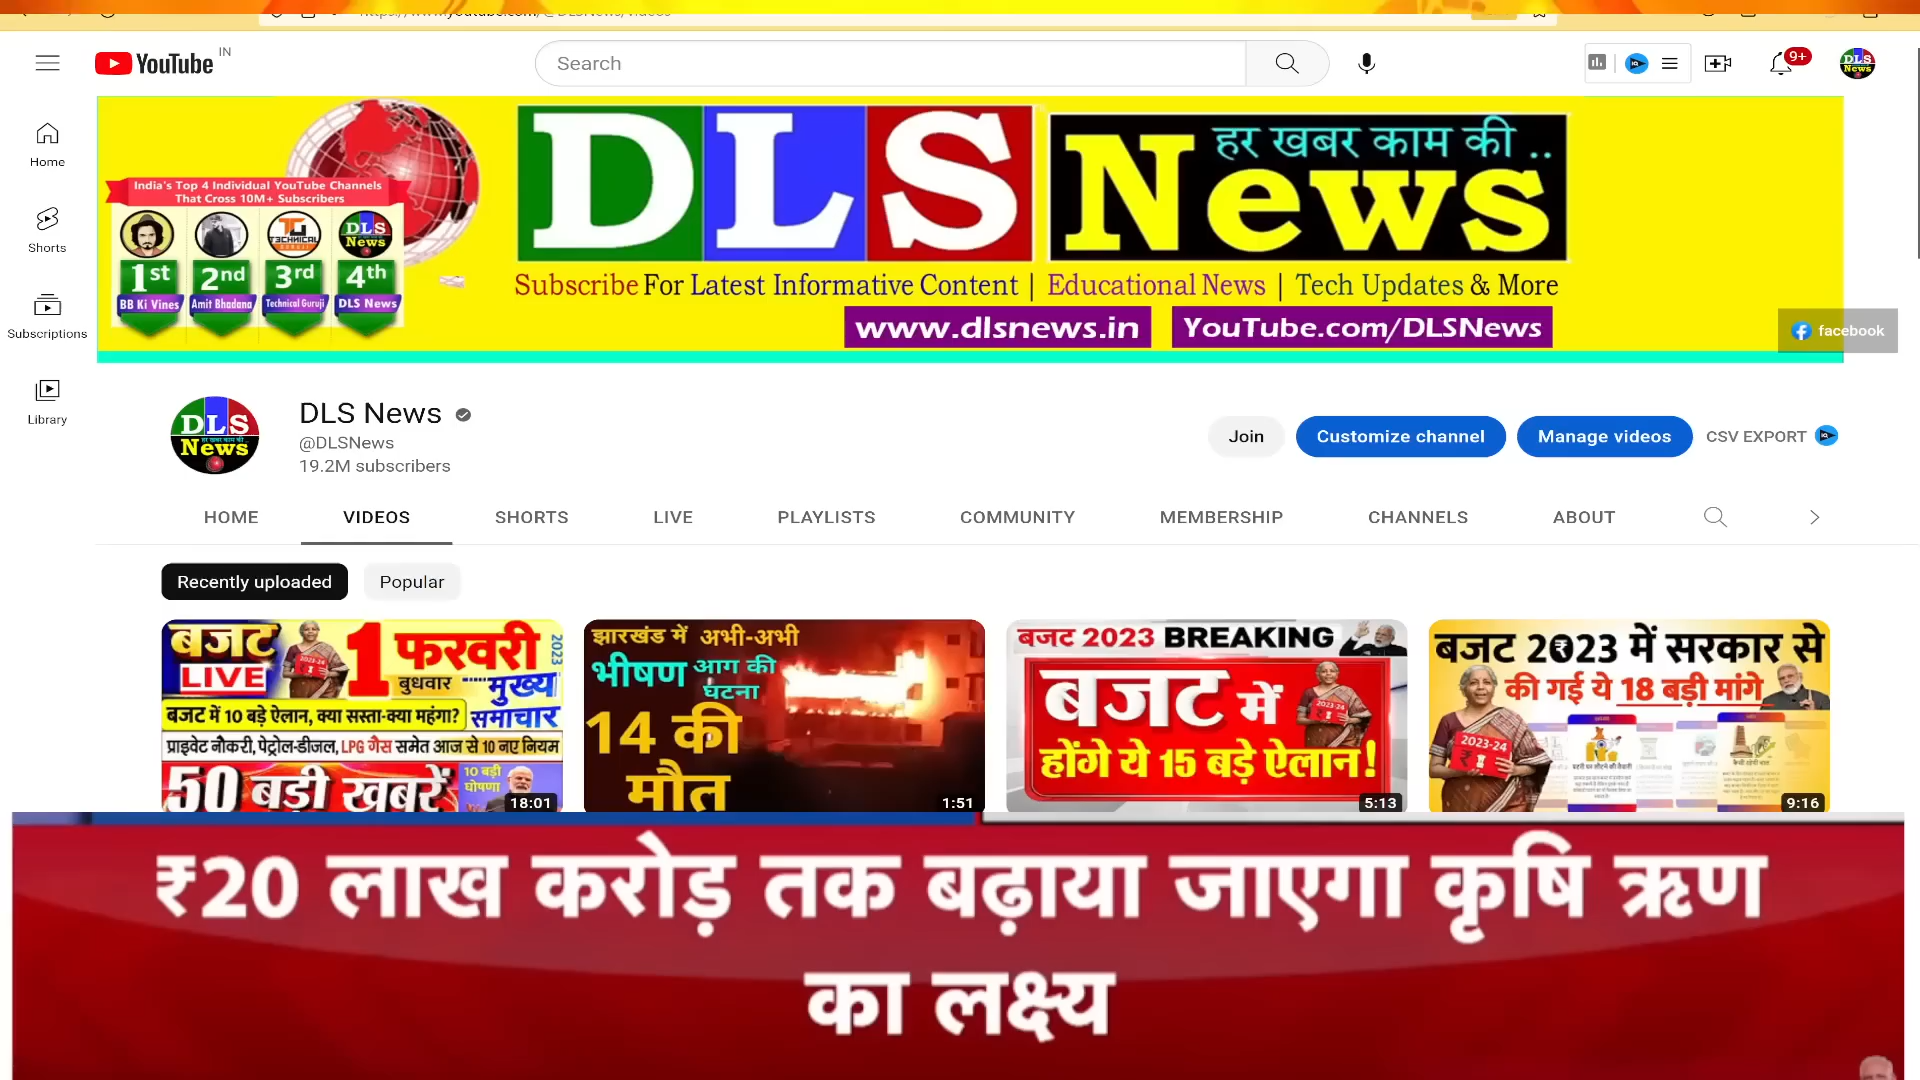 YouTube IN
Search
9+
Home
Shorts
Subscriptions
Library
India's Top 4 Individual YouTube Channels
That Cross 10M+ Subscribers
1st 2nd 3rd 4th
BB Ki Vines Amit Bhadana Technical Guruji DLS News
DLS News
हर खबर काम की ..
Subscribe For Latest Informative Content | Educational News | Tech Updates & More
www.dlsnews.in YouTube.com/DLSNews
facebook
DLS News
@DLSNews
19.2M subscribers
Join Customize channel Manage videos CSV EXPORT
HOME VIDEOS SHORTS LIVE PLAYLISTS COMMUNITY MEMBERSHIP CHANNELS ABOUT
Recently uploaded Popular
बजट LIVE 1 फरवरी 2023
बुधवार मुख्य समाचार
बजट में 10 बड़े ऐलान, क्या सस्ता-क्या महंगा?
प्राइवेट नौकरी, पेट्रोल-डीजल, LPG गैस समेत आज से 10 नए नियम
50 बडी खबरें 10 बड़ी घोषणा
18:01
झारखंड में अभी-अभी
भीषण आग की घटना
14 की मौत
1:51
बजट 2023 BREAKING
बजट में
होंगे ये 15 बड़े ऐलान!
5:13
बजट 2023 में सरकार से
की गई ये 18 बड़ी मांगे
2023-24
9:16
₹20 लाख करोड़ तक बढ़ाया जाएगा कृषि ऋण
का लक्ष्य